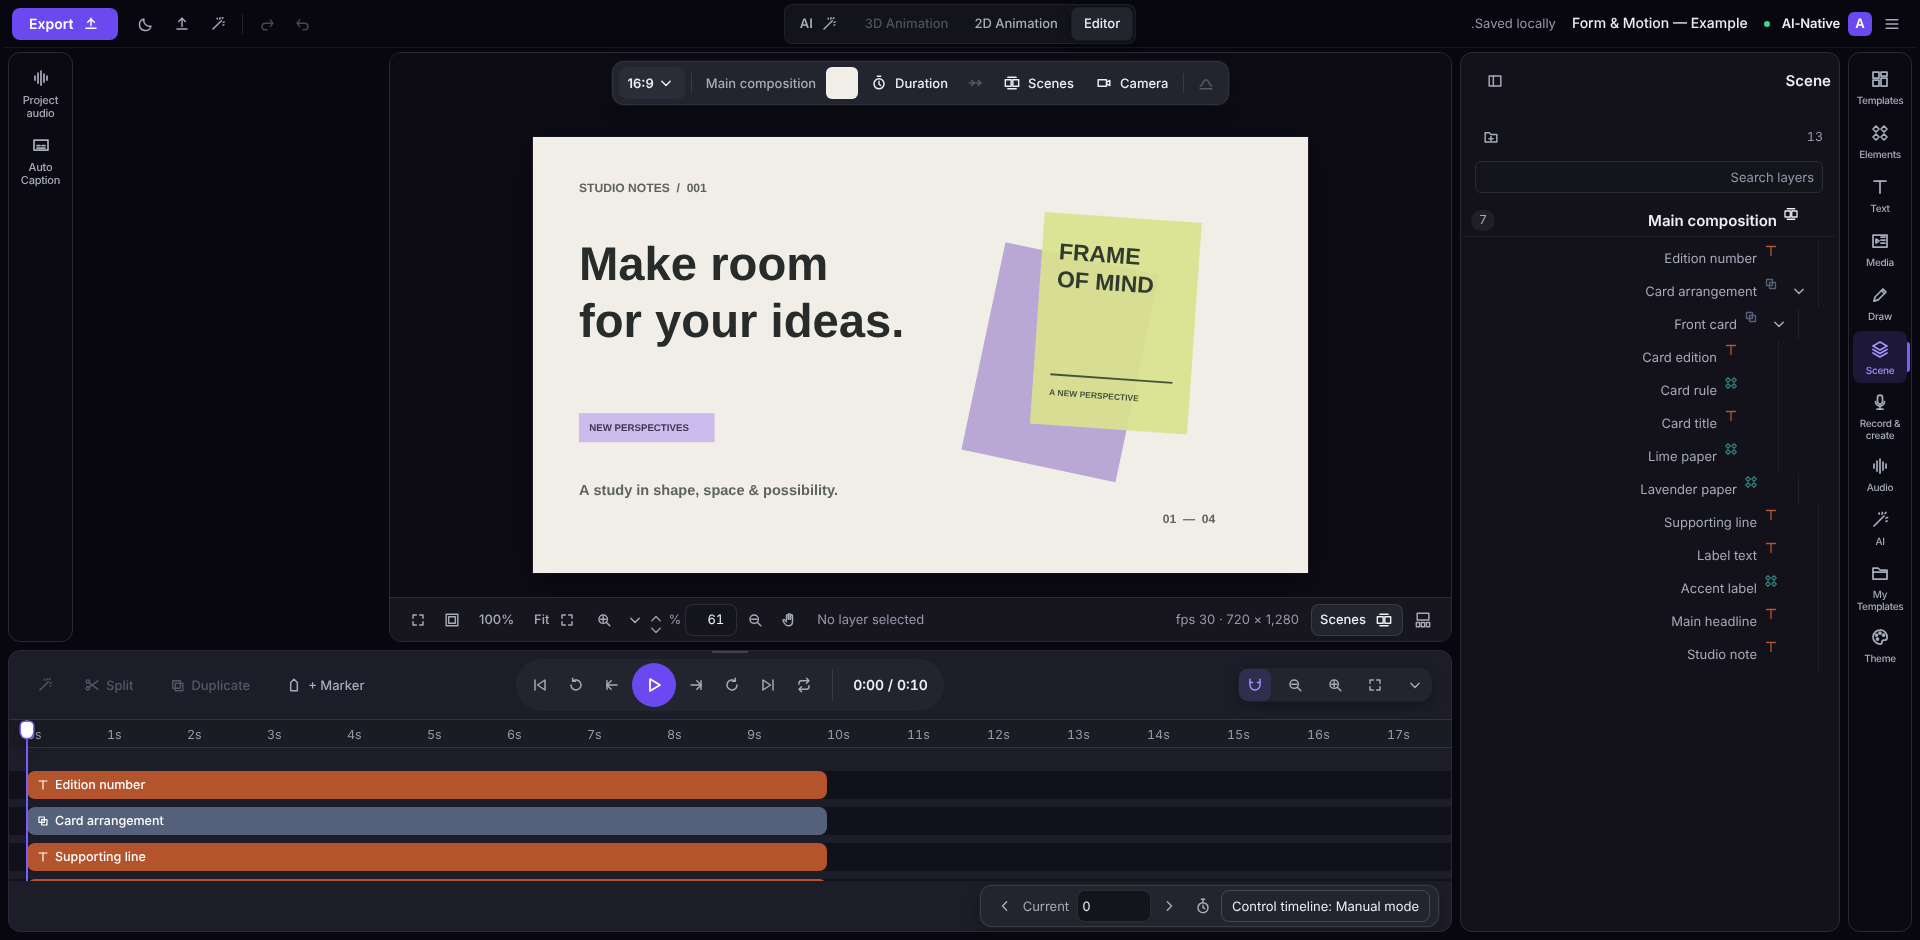 Export
AI
3D Animation
2D Animation
Editor
.Saved locally
Form & Motion — Example
AI-Native
A
Project
audio
Auto
Caption
16:9
Main composition
Duration
Scenes
Camera
STUDIO NOTES / 001
Make room
for your ideas.
FRAME
OF MIND
A NEW PERSPECTIVE
NEW PERSPECTIVES
A study in shape, space & possibility.
01 — 04
100%
Fit
%
61
No layer selected
fps 30 · 720 × 1,280
Scenes
Scene
13
Search layers
7
Main composition
Edition number
Card arrangement
Front card
Card edition
Card rule
Card title
Lime paper
Lavender paper
Supporting line
Label text
Accent label
Main headline
Studio note
Templates
Elements
Text
Media
Draw
Scene
Record &
create
Audio
AI
My
Templates
Theme
Split
Duplicate
+ Marker
0:00 / 0:10
1s
2s
3s
4s
5s
6s
7s
8s
9s
10s
11s
12s
13s
14s
15s
16s
17s
Edition number
Card arrangement
Supporting line
Current
0
Control timeline: Manual mode